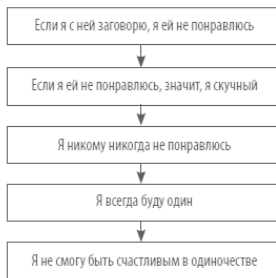 Если я с ней заговорю, я ей не понравлюсь
Если я ей не понравлюсь, значит, я скучный
Я никому никогда не понравлюсь
Я всегда буду один
Я не смогу быть счастливым в одиночестве